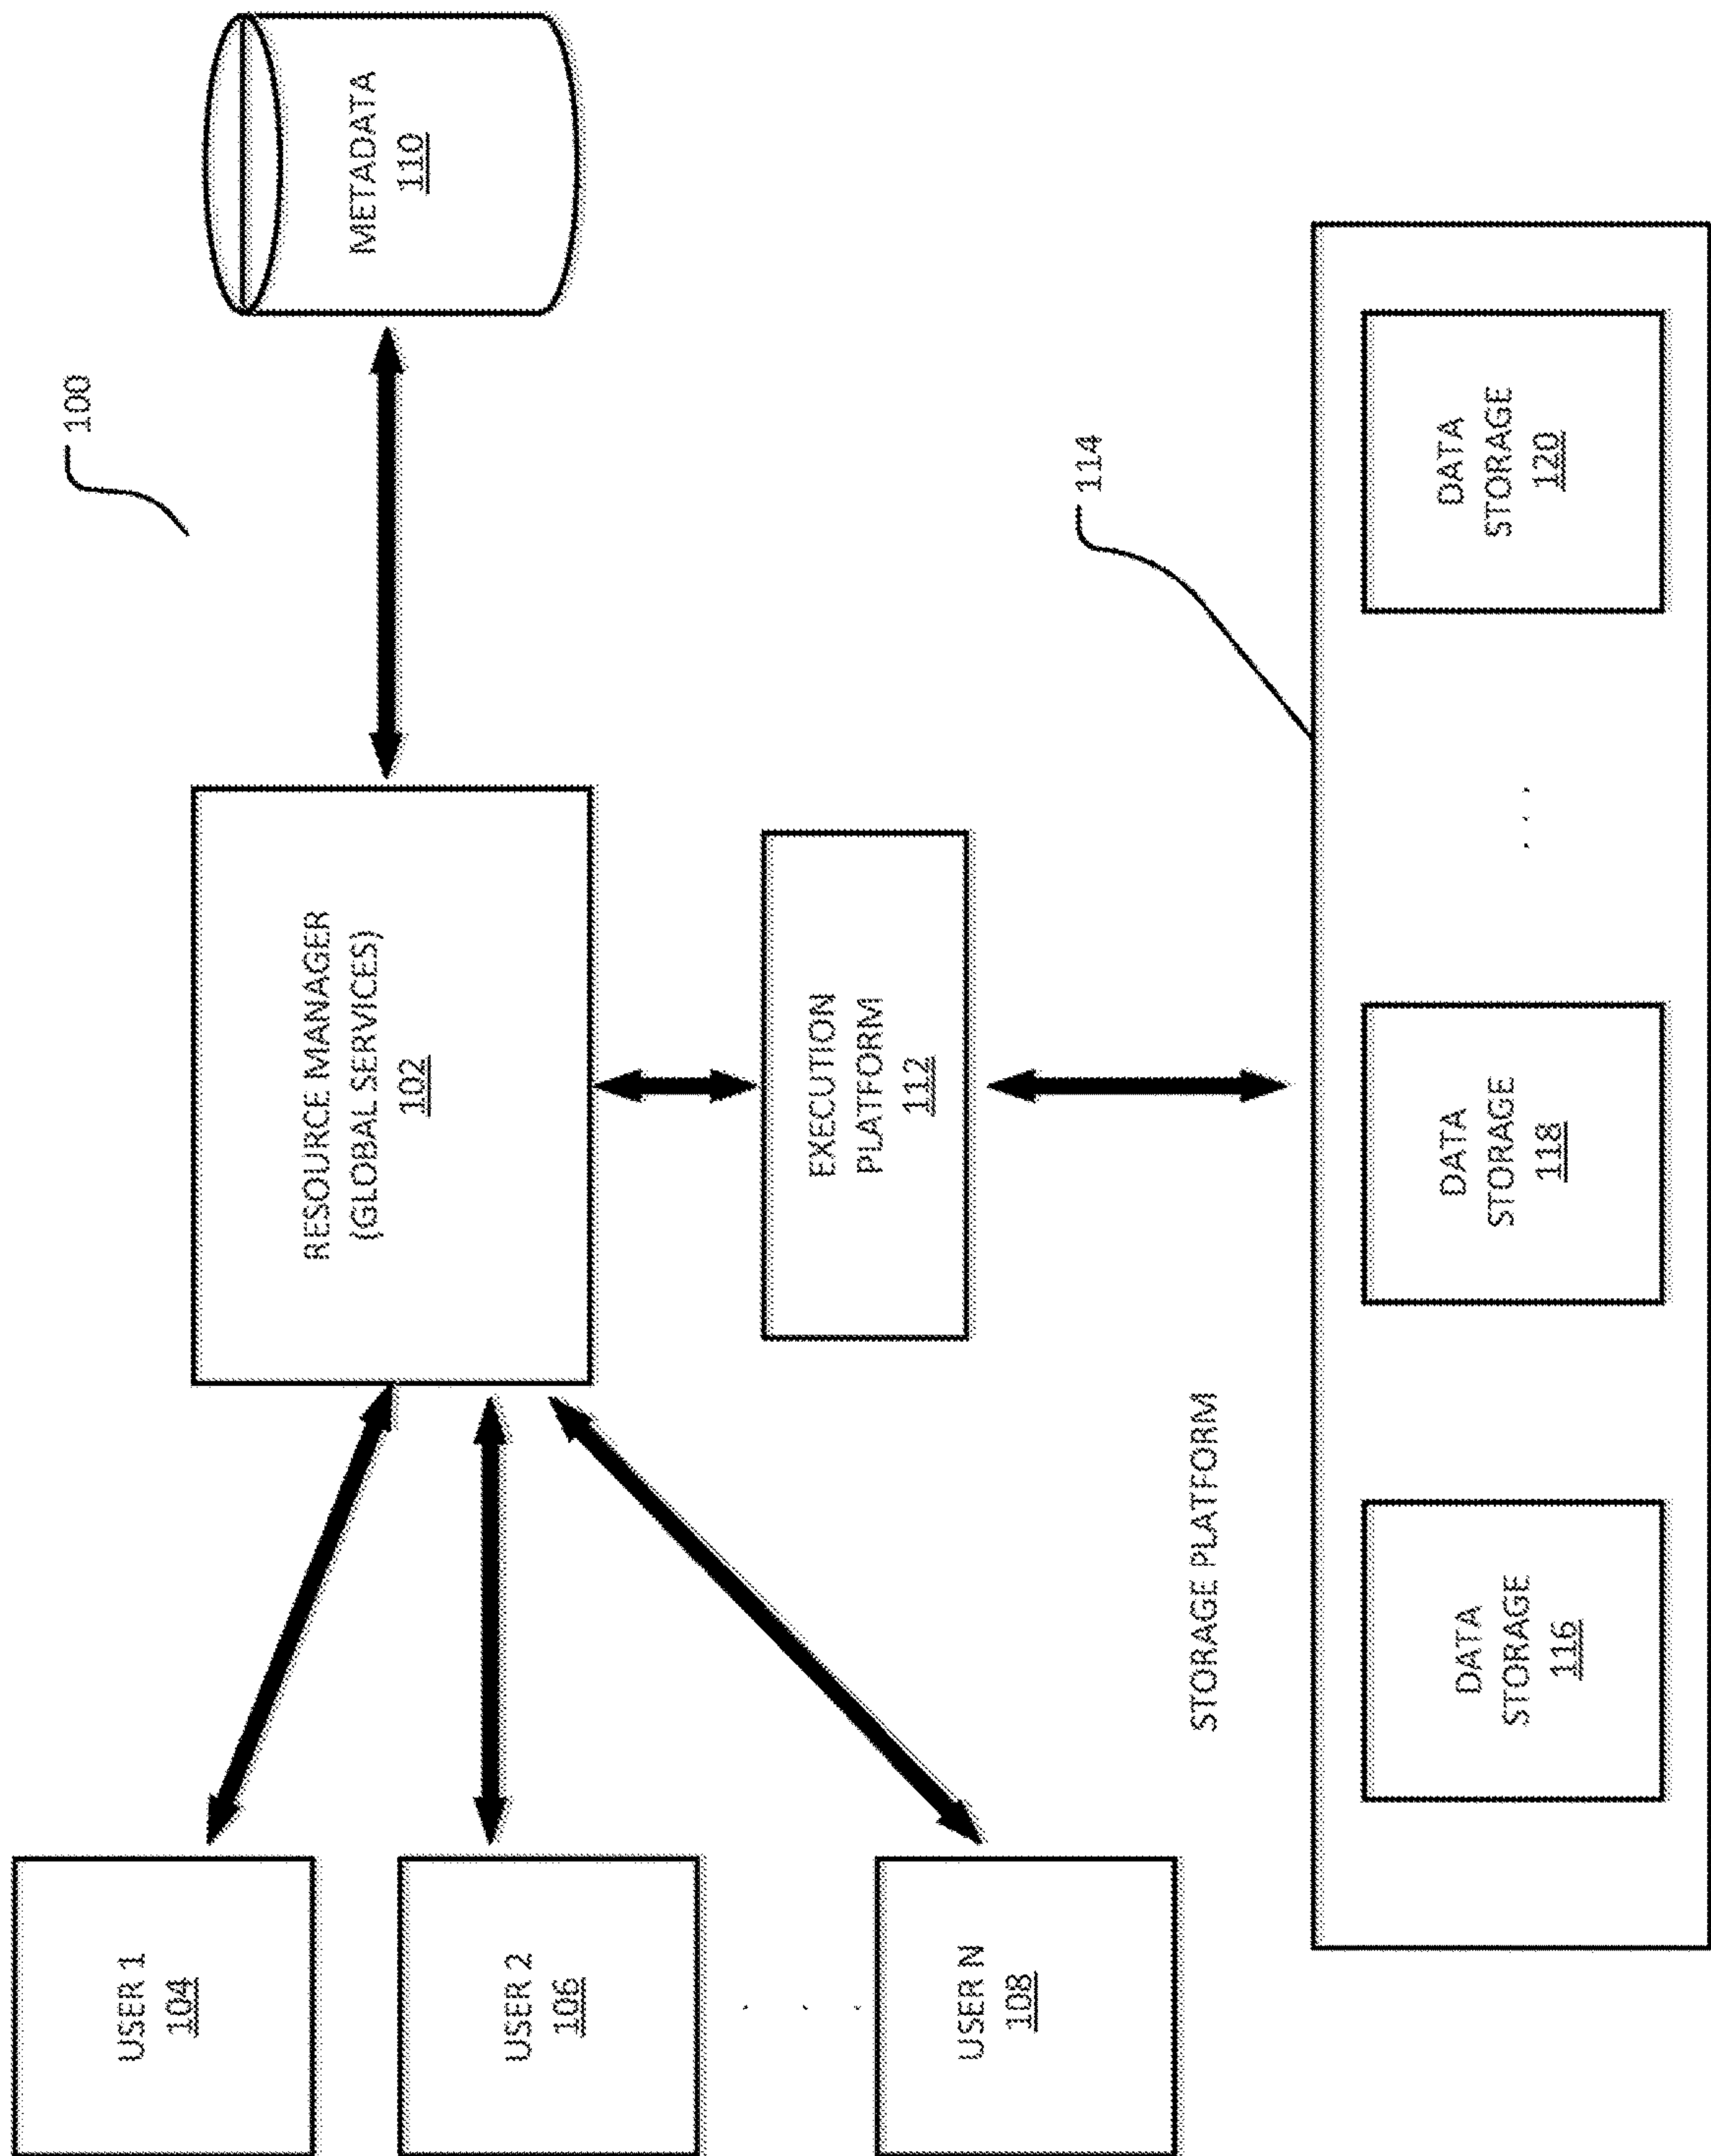 100
USER 1
104
USER 2
106
. . .
USER N
108
RESOURCE MANAGER
(GLOBAL SERVICES)
102
METADATA
110
EXECUTION
PLATFORM
112
STORAGE PLATFORM
114
DATA
STORAGE
116
DATA
STORAGE
118
. . .
DATA
STORAGE
120